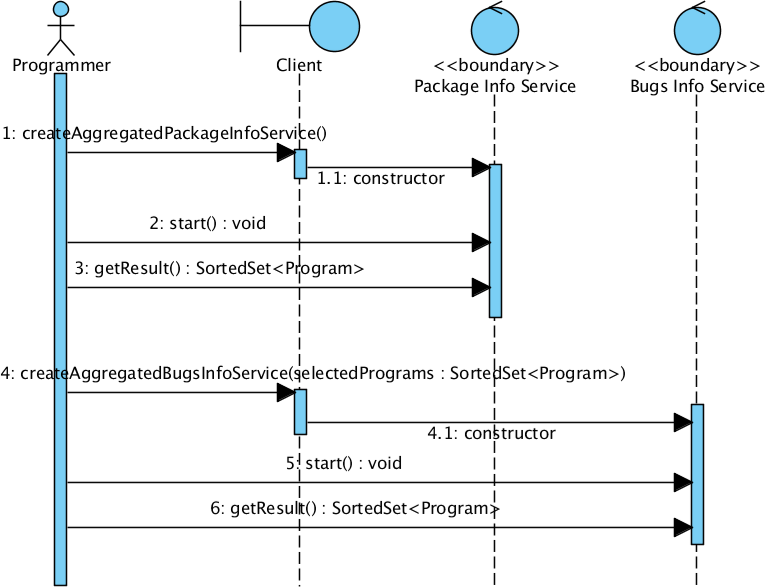 Programmer
Client
<<boundary>>
Package Info Service
<<boundary>>
Bugs Info Service
1: createAggregatedPackageInfoService()
1.1: constructor
2: start() : void
3: getResult() : SortedSet<Program>
4: createAggregatedBugsInfoService(selectedPrograms : SortedSet<Program>)
4.1: constructor
5: start() : void
6: getResult() : SortedSet<Program>